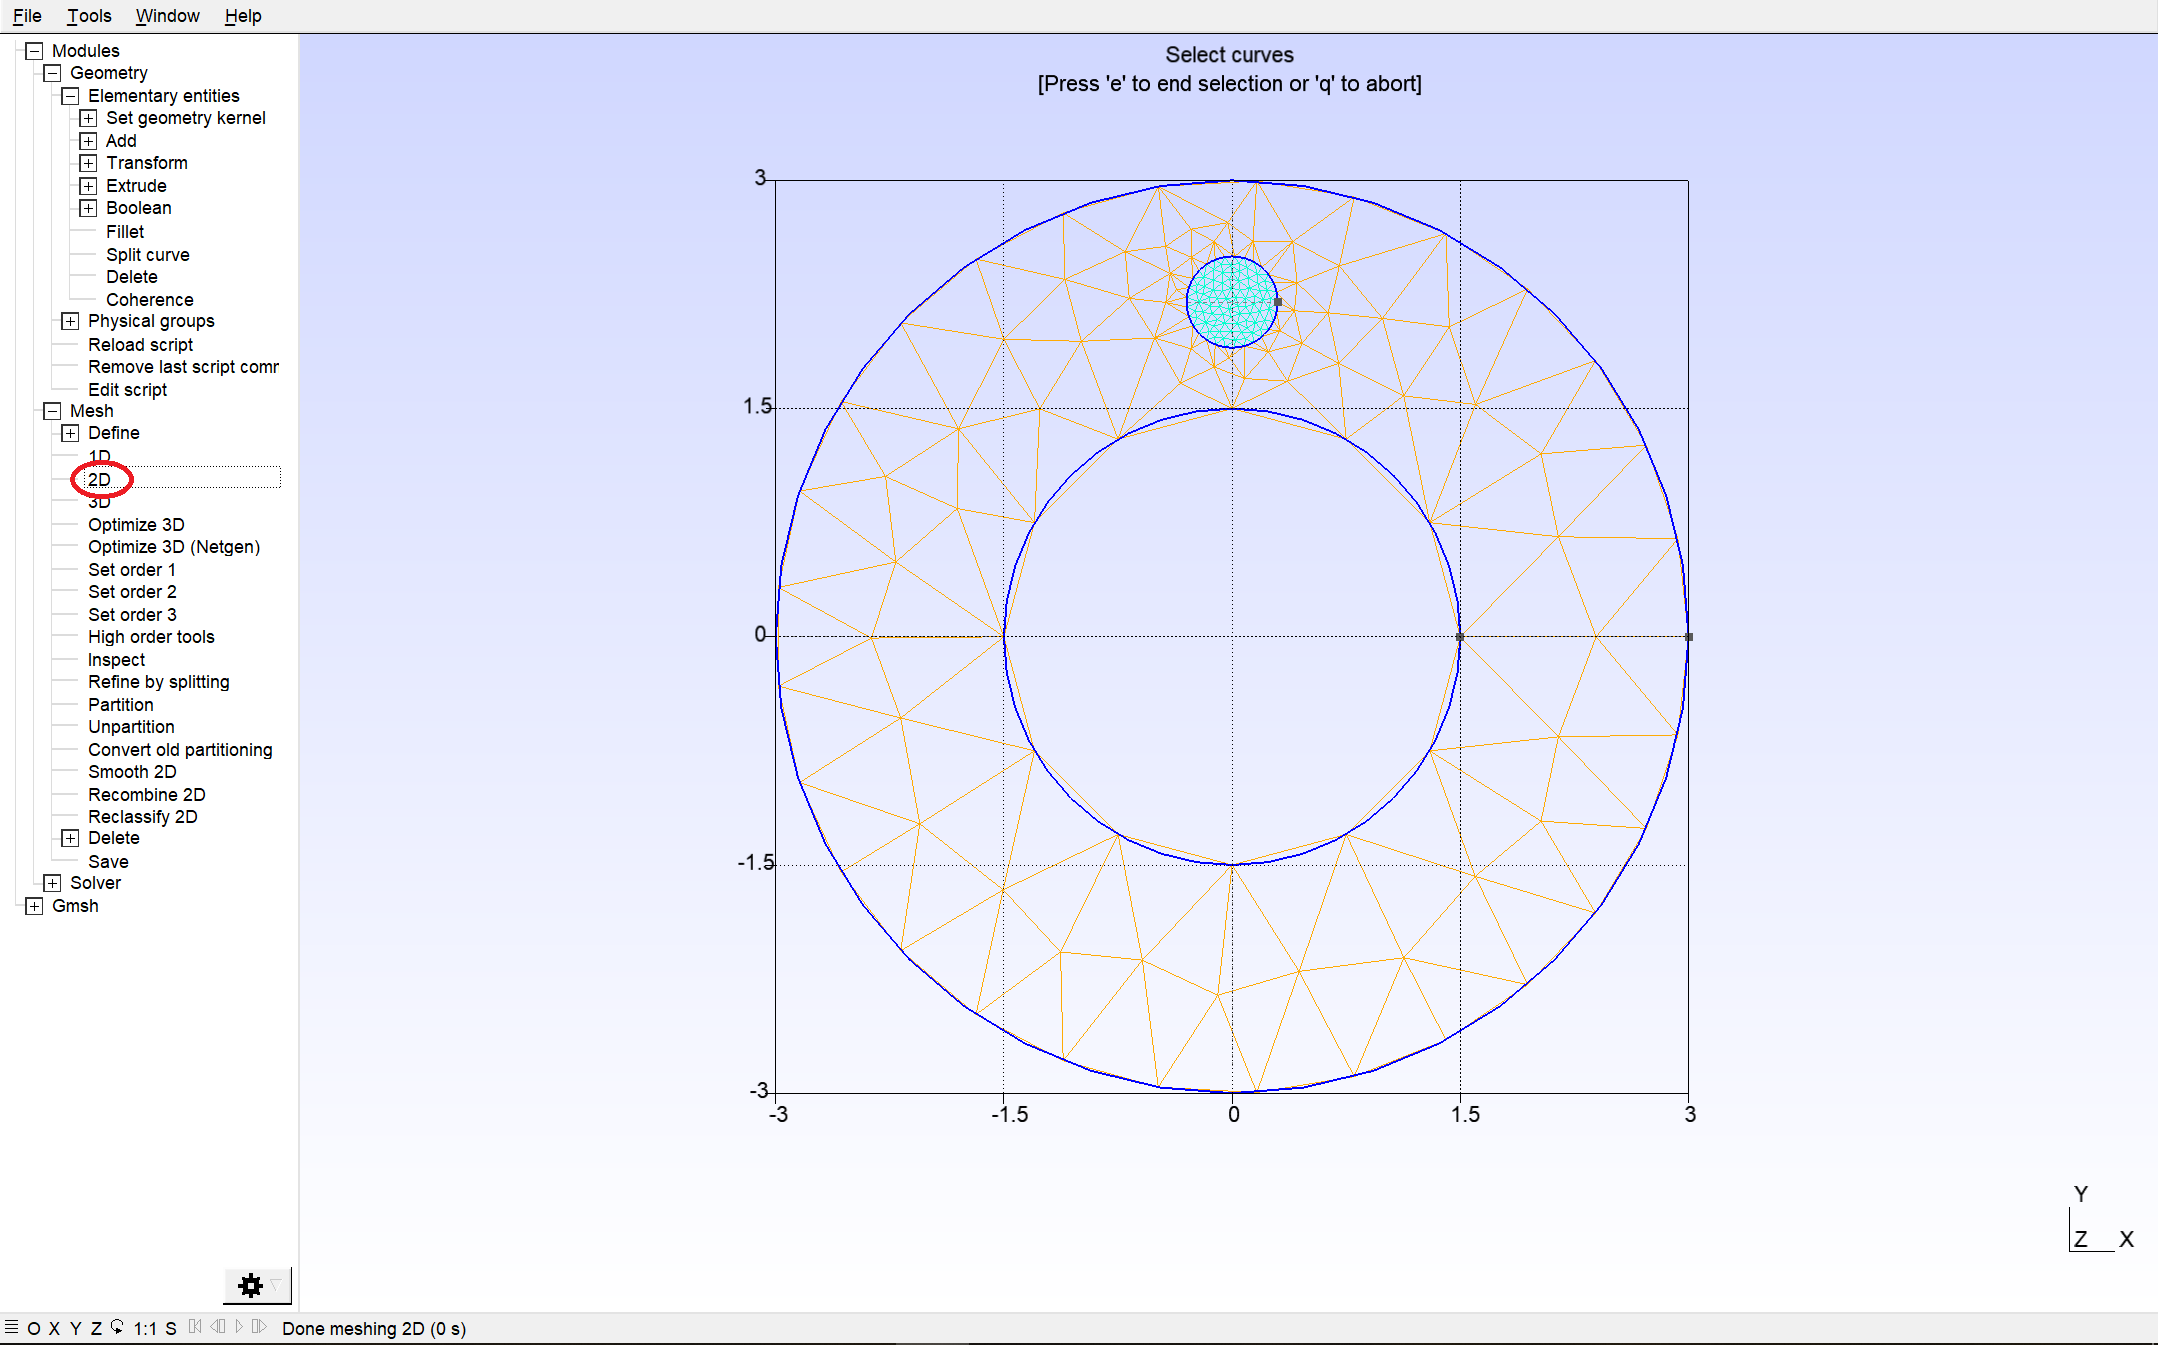 File Tools Window Help
Modules
Geometry
Elementary entities
Set geometry kernel
Add
Transform
Extrude
Boolean
Fillet
Split curve
Delete
Coherence
Physical groups
Reload script
Remove last script comr
Edit script
Mesh
Define
1D
2D
3D
Optimize 3D
Optimize 3D (Netgen)
Set order 1
Set order 2
Set order 3
High order tools
Inspect
Refine by splitting
Partition
Unpartition
Convert old partitioning
Smooth 2D
Recombine 2D
Reclassify 2D
Delete
Save
Solver
Gmsh
Select curves
[Press 'e' to end selection or 'q' to abort]
3
1.5
0
-1.5
-3
-3 -1.5 0 1.5 3
Y
Z X
O X Y Z 1:1 S Done meshing 2D (0 s)